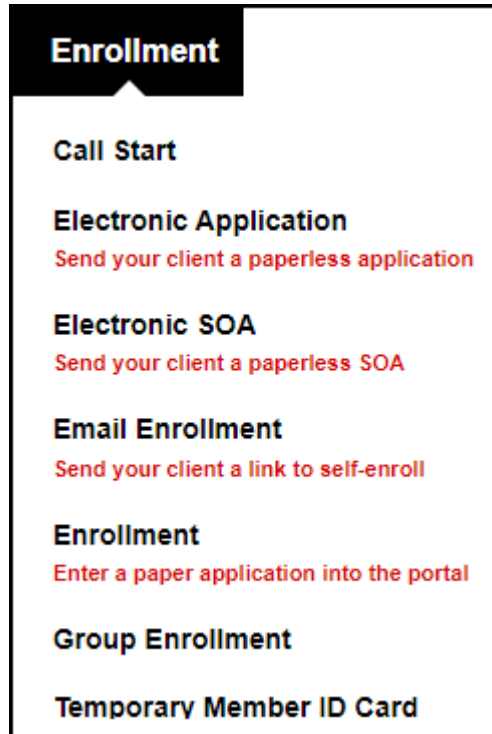 Enrollment
Call Start
Electronic Application
Send your client a paperless application
Electronic SOA
Send your client a paperless SOA
Email Enrollment
Send your client a link to self-enroll
Enrollment
Enter a paper application into the portal
Group Enrollment
Temporary Member ID Card